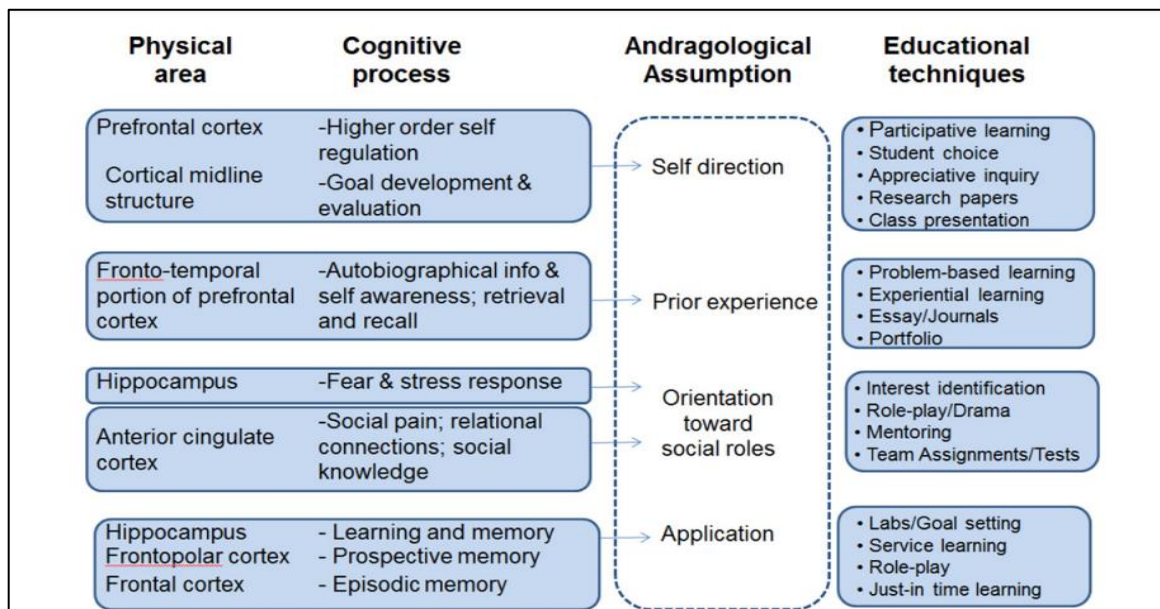 Physical area
Cognitive process
Andragological Assumption
Educational techniques
Prefrontal cortex
Cortical midline structure
-Higher order self regulation
-Goal development & evaluation
Self direction
• Participative learning
• Student choice
• Appreciative inquiry
• Research papers
• Class presentation
Fronto-temporal portion of prefrontal cortex
-Autobiographical info & self awareness; retrieval and recall
Prior experience
• Problem-based learning
• Experiential learning
• Essay/Journals
• Portfolio
Hippocampus
-Fear & stress response
Anterior cingulate cortex
-Social pain; relational connections; social knowledge
Orientation toward social roles
• Interest identification
• Role-play/Drama
• Mentoring
• Team Assignments/Tests
Hippocampus
- Learning and memory
Frontopolar cortex
- Prospective memory
Frontal cortex
- Episodic memory
Application
• Labs/Goal setting
• Service learning
• Role-play
• Just-in time learning